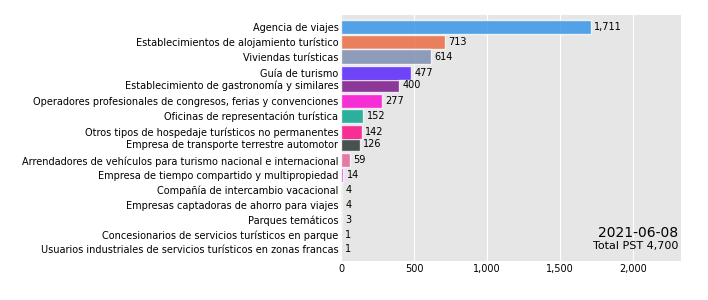 Agencia de viajes 1,711
Establecimientos de alojamiento turístico 713
Viviendas turísticas 614
Guía de turismo 477
Establecimiento de gastronomía y similares 400
Operadores profesionales de congresos, ferias y convenciones 277
Oficinas de representación turística 152
Otros tipos de hospedaje turísticos no permanentes 142
Empresa de transporte terrestre automotor 126
Arrendadores de vehículos para turismo nacional e internacional 59
Empresa de tiempo compartido y multipropiedad 14
Compañía de intercambio vacacional 4
Empresas captadoras de ahorro para viajes 4
Parques temáticos 3
Concesionarios de servicios turísticos en parque 1
Usuarios industriales de servicios turísticos en zonas francas 1
2021-06-08
Total PST 4,700
0 500 1,000 1,500 2,000